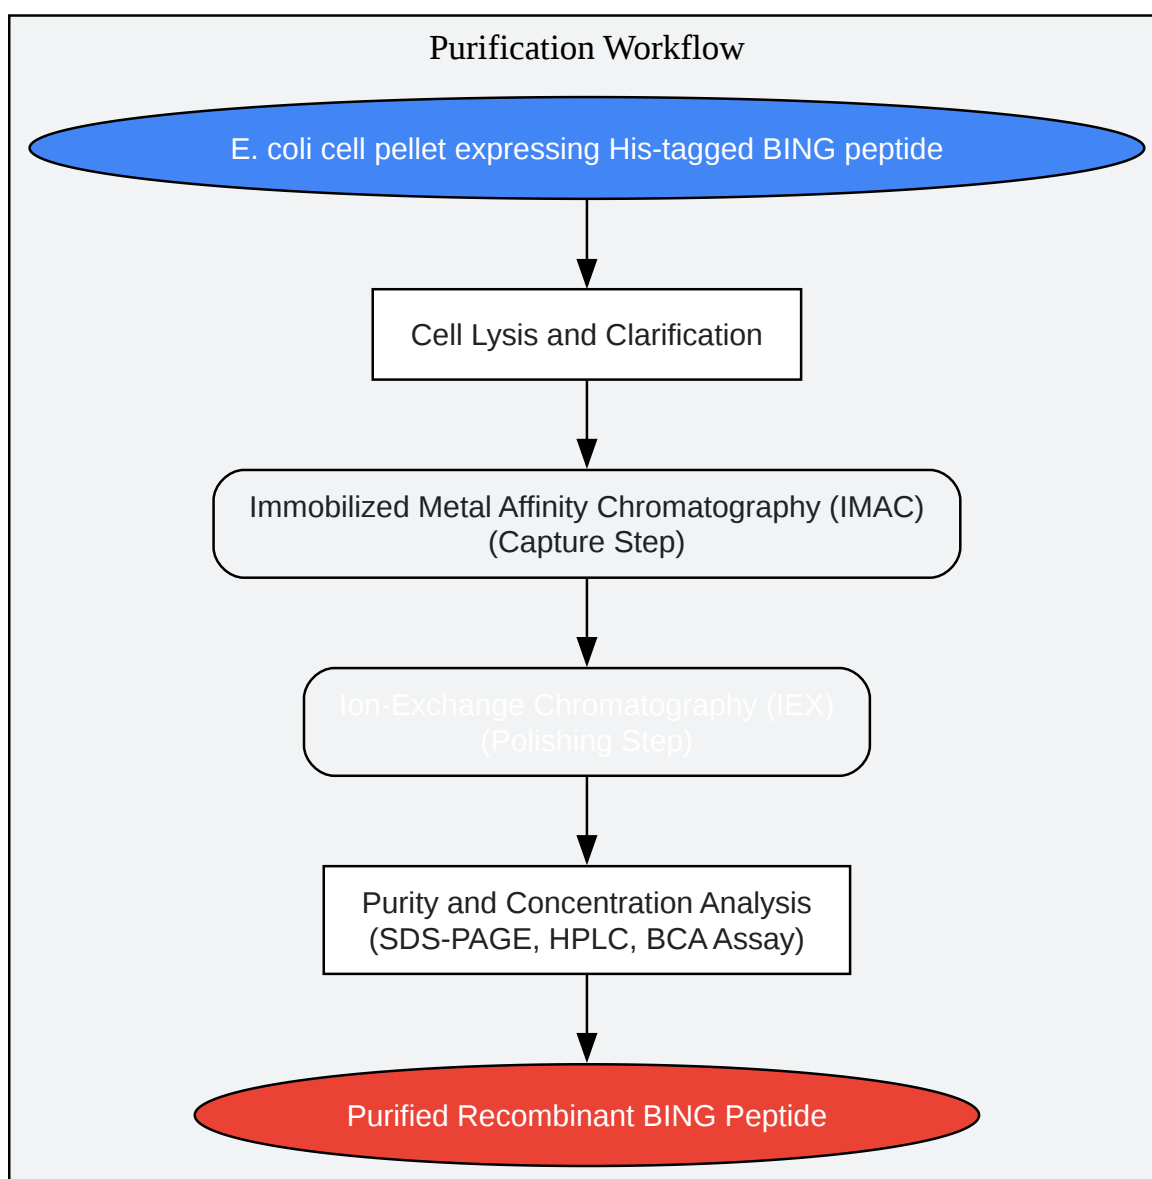 Purification Workflow
E. coli cell pellet expressing His-tagged BING peptide
Cell Lysis and Clarification
Immobilized Metal Affinity Chromatography (IMAC)
(Capture Step)
Ion-Exchange Chromatography (IEX)
(Polishing Step)
Purity and Concentration Analysis
(SDS-PAGE, HPLC, BCA Assay)
Purified Recombinant BING Peptide